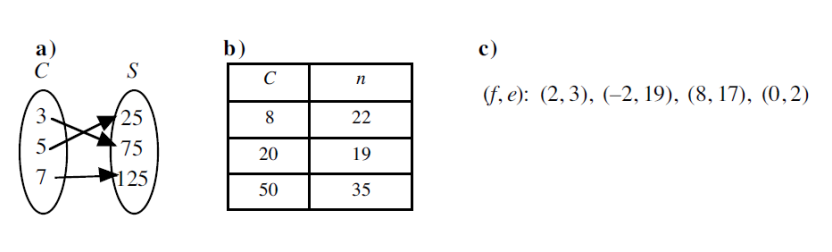 a)
C S
3 25
5 75
7 125
b)
C n
8 22
20 19
50 35
c)
(f, e): (2, 3), (–2, 19), (8, 17), (0, 2)